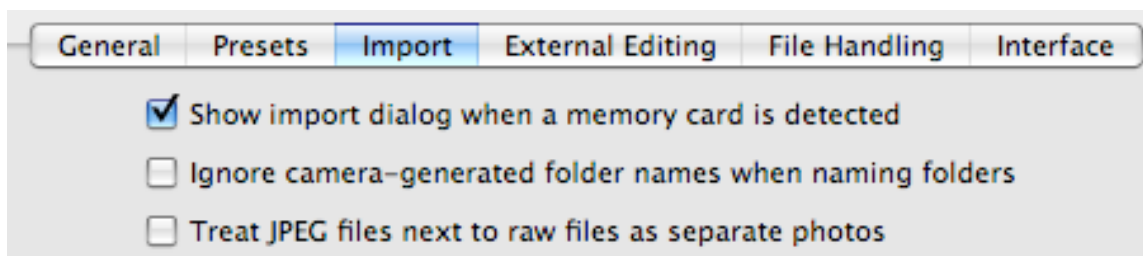 General Presets Import External Editing File Handling Interface
Show import dialog when a memory card is detected
Ignore camera-generated folder names when naming folders
Treat JPEG files next to raw files as separate photos